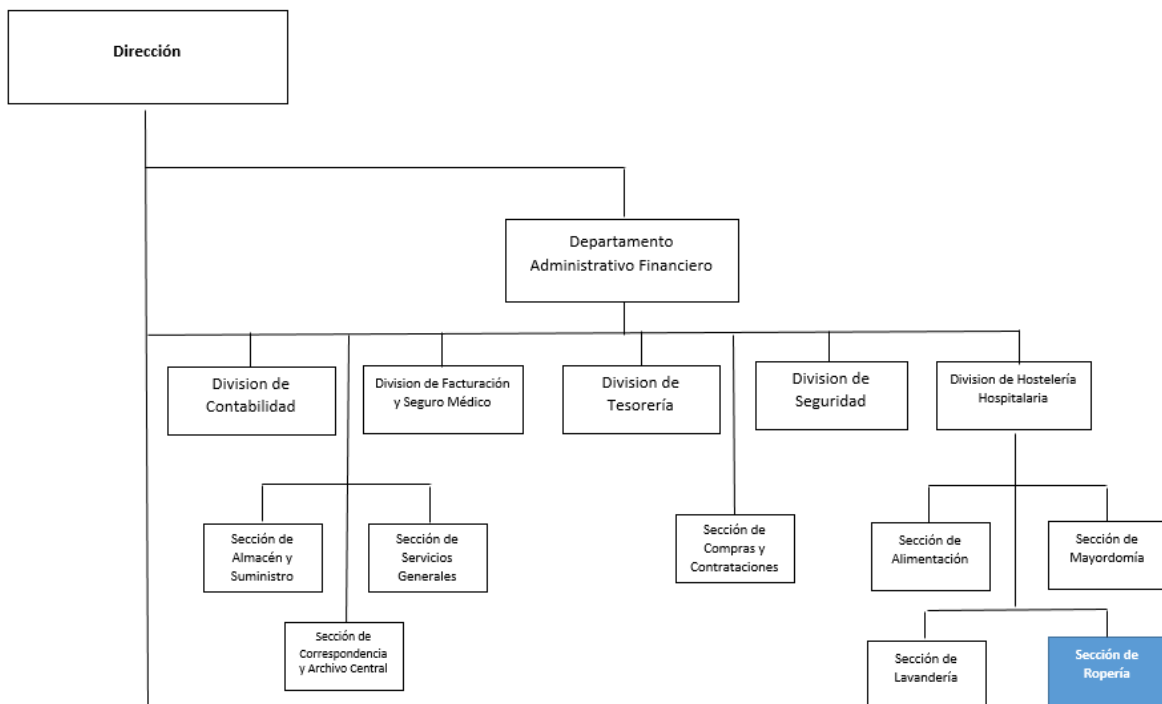 Dirección
Departamento
Administrativo Financiero
Division de
Contabilidad
Division de Facturación
y Seguro Médico
Division de
Tesorería
Division de
Seguridad
Division de Hostelería
Hospitalaria
Sección de
Almacén y
Suministro
Sección de
Servicios
Generales
Sección de
Compras y
Contrataciones
Sección de
Alimentación
Sección de
Mayordomía
Sección de
Correspondencia
y Archivo Central
Sección de
Lavandería
Sección de
Ropería